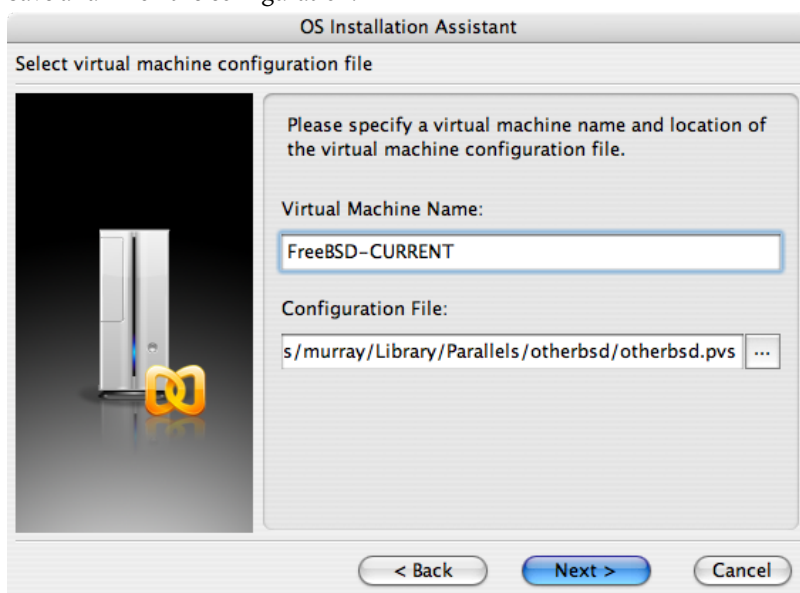 OS Installation Assistant
Select virtual machine configuration file
Please specify a virtual machine name and location of
the virtual machine configuration file.
Virtual Machine Name:
FreeBSD-CURRENT
Configuration File:
s/murray/Library/Parallels/otherbsd/otherbsd.pvs ...
< Back Next > Cancel